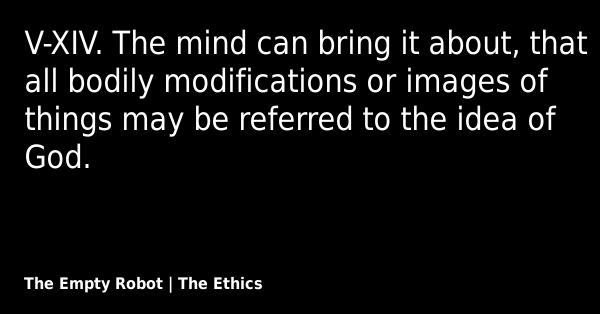 V-XIV. The mind can bring it about, that
all bodily modifications or images of
things may be referred to the idea of
God.
The Empty Robot | The Ethics